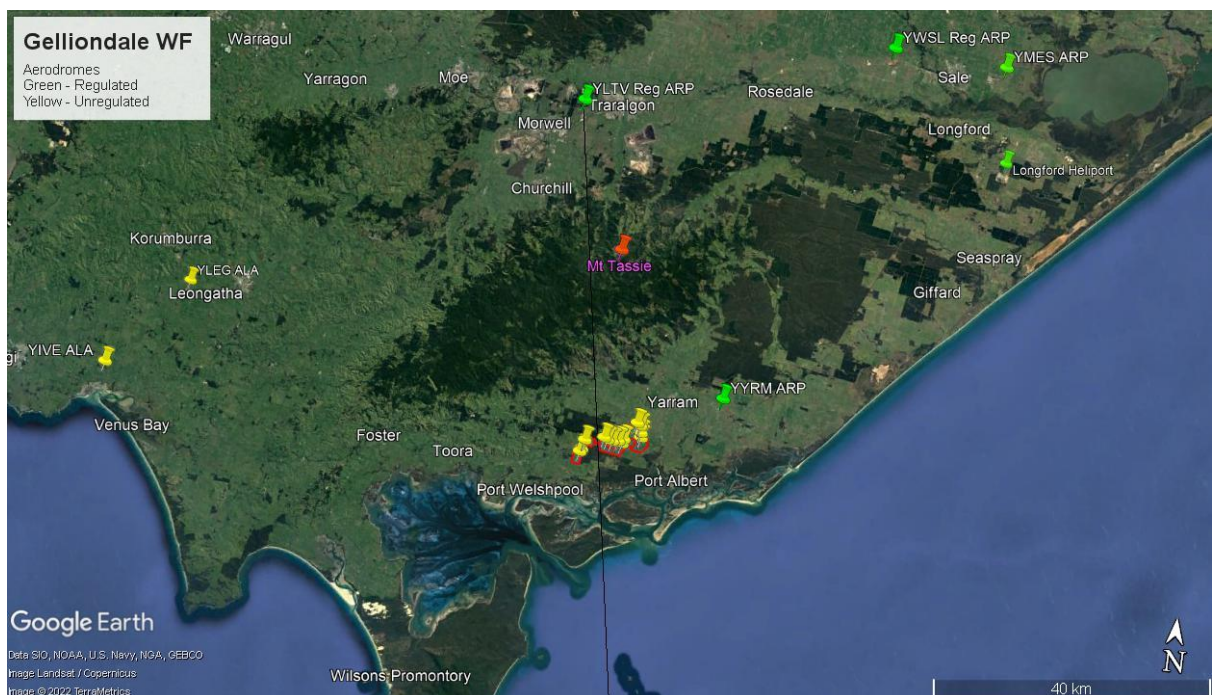 Gelliondale WF
Aerodromes
Green - Regulated
Yellow - Unregulated
Warragul
Yarragon
Moe
YLTV Reg ARP
Traralgon
Morwell
Churchill
Rosedale
YWSL Reg ARP
YMES ARP
Sale
Longford
Longford Heliport
Korumburra
YLEG ALA
Leongatha
Mt Tassie
Seaspray
Giffard
gi
YIVE ALA
Venus Bay
YYRM ARP
Yarram
Foster
Toora
Port Welshpool
Port Albert
Wilsons Promontory
Google Earth
Data SIO, NOAA, U.S. Navy, NGA, GEBCO
Image Landsat / Copernicus
Image © 2022 TerraMetrics
N
40 km